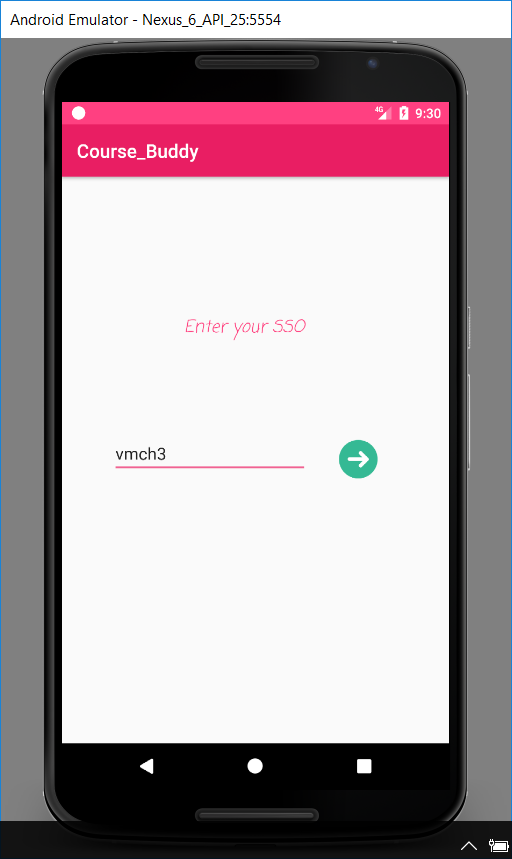 Android Emulator - Nexus_6_API_25:5554
4G 9:30
Course_Buddy
Enter your SSO
vmch3